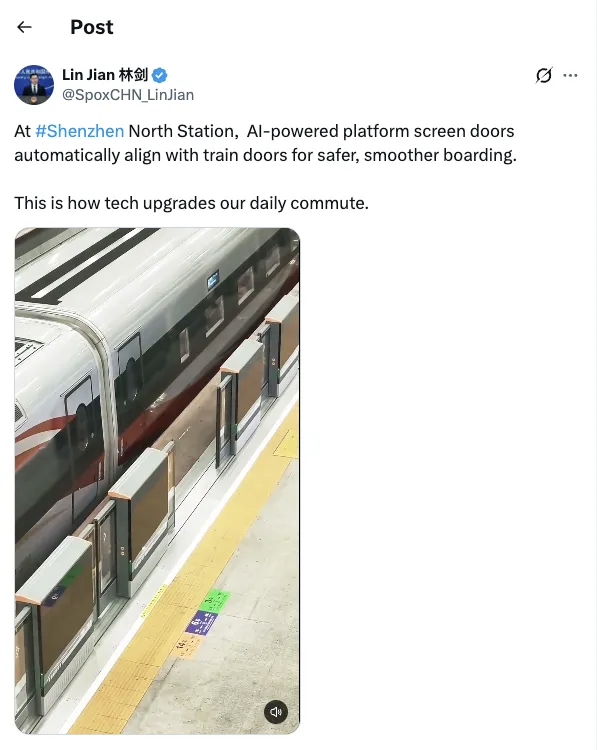 Post
Lin Jian 林剑
@SpoxCHN_LinJian
At #Shenzhen North Station,  AI-powered platform screen doors
automatically align with train doors for safer, smoother boarding.
This is how tech upgrades our daily commute.